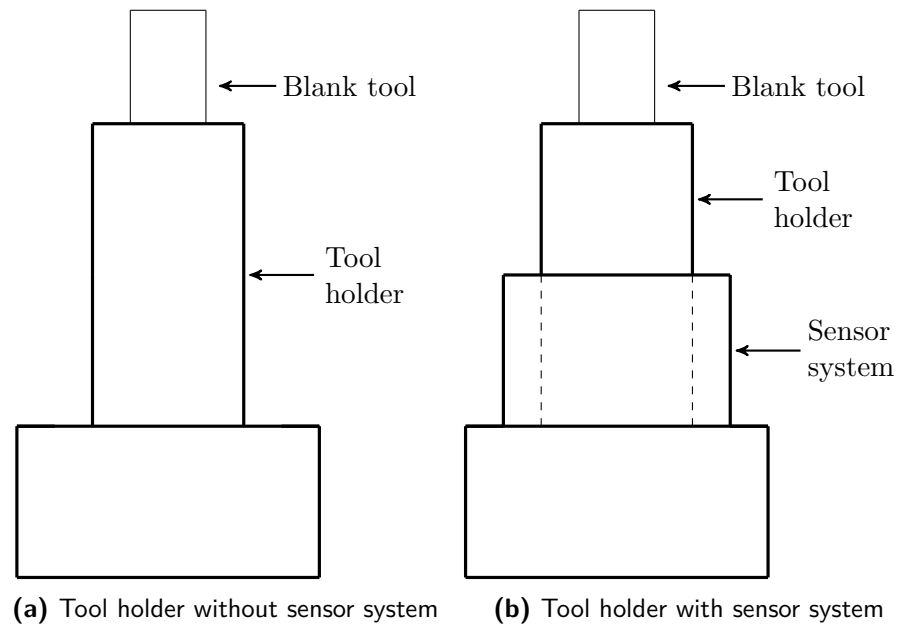 Blank tool
Tool
holder
(a) Tool holder without sensor system
Blank tool
Tool
holder
Sensor
system
(b) Tool holder with sensor system